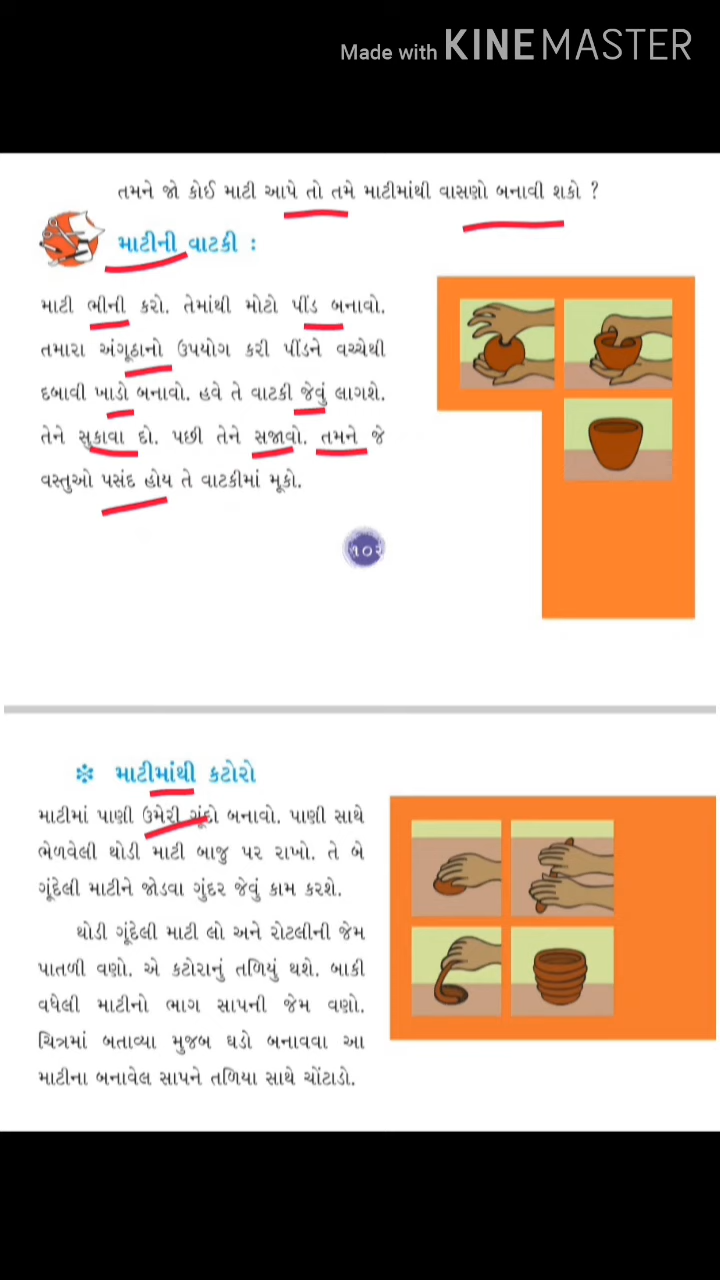 Made with KINEMASTER
તમને જો કોઈ માટી આપે તો તમે માટીમાંથી વાસણો બનાવી શકો ?
માટીની વાટકી :
માટી ભીની કરો. તેમાંથી મોટો પીંડ બનાવો.
તમારા અંગૂઠાનો ઉપયોગ કરી પીંડને વચ્ચેથી
દબાવી ખાડો બનાવો. હવે તે વાટકી જેવું લાગશે.
તેને સુકાવા દો. પછી તેને સજાવો. તમને જે
વસ્તુઓ પસંદ હોય તે વાટકીમાં મૂકો.
૧૦૨
❇ માટીમાંથી કટોરો
માટીમાં પાણી ઉમેરી ગૂંદો બનાવો. પાણી સાથે
ભેળવેલી થોડી માટી બાજુ પર રાખો. તે બે
ગૂંદેલી માટીને જોડવા ગુંદર જેવું કામ કરશે.
થોડી ગૂંદેલી માટી લો અને રોટલીની જેમ
પાતળી વણો. એ કટોરાનું તળિયું થશે. બાકી
વધેલી માટીનો ભાગ સાપની જેમ વણો.
ચિત્રમાં બતાવ્યા મુજબ ઘડો બનાવવા આ
માટીના બનાવેલ સાપને તળિયા સાથે ચોંટાડો.